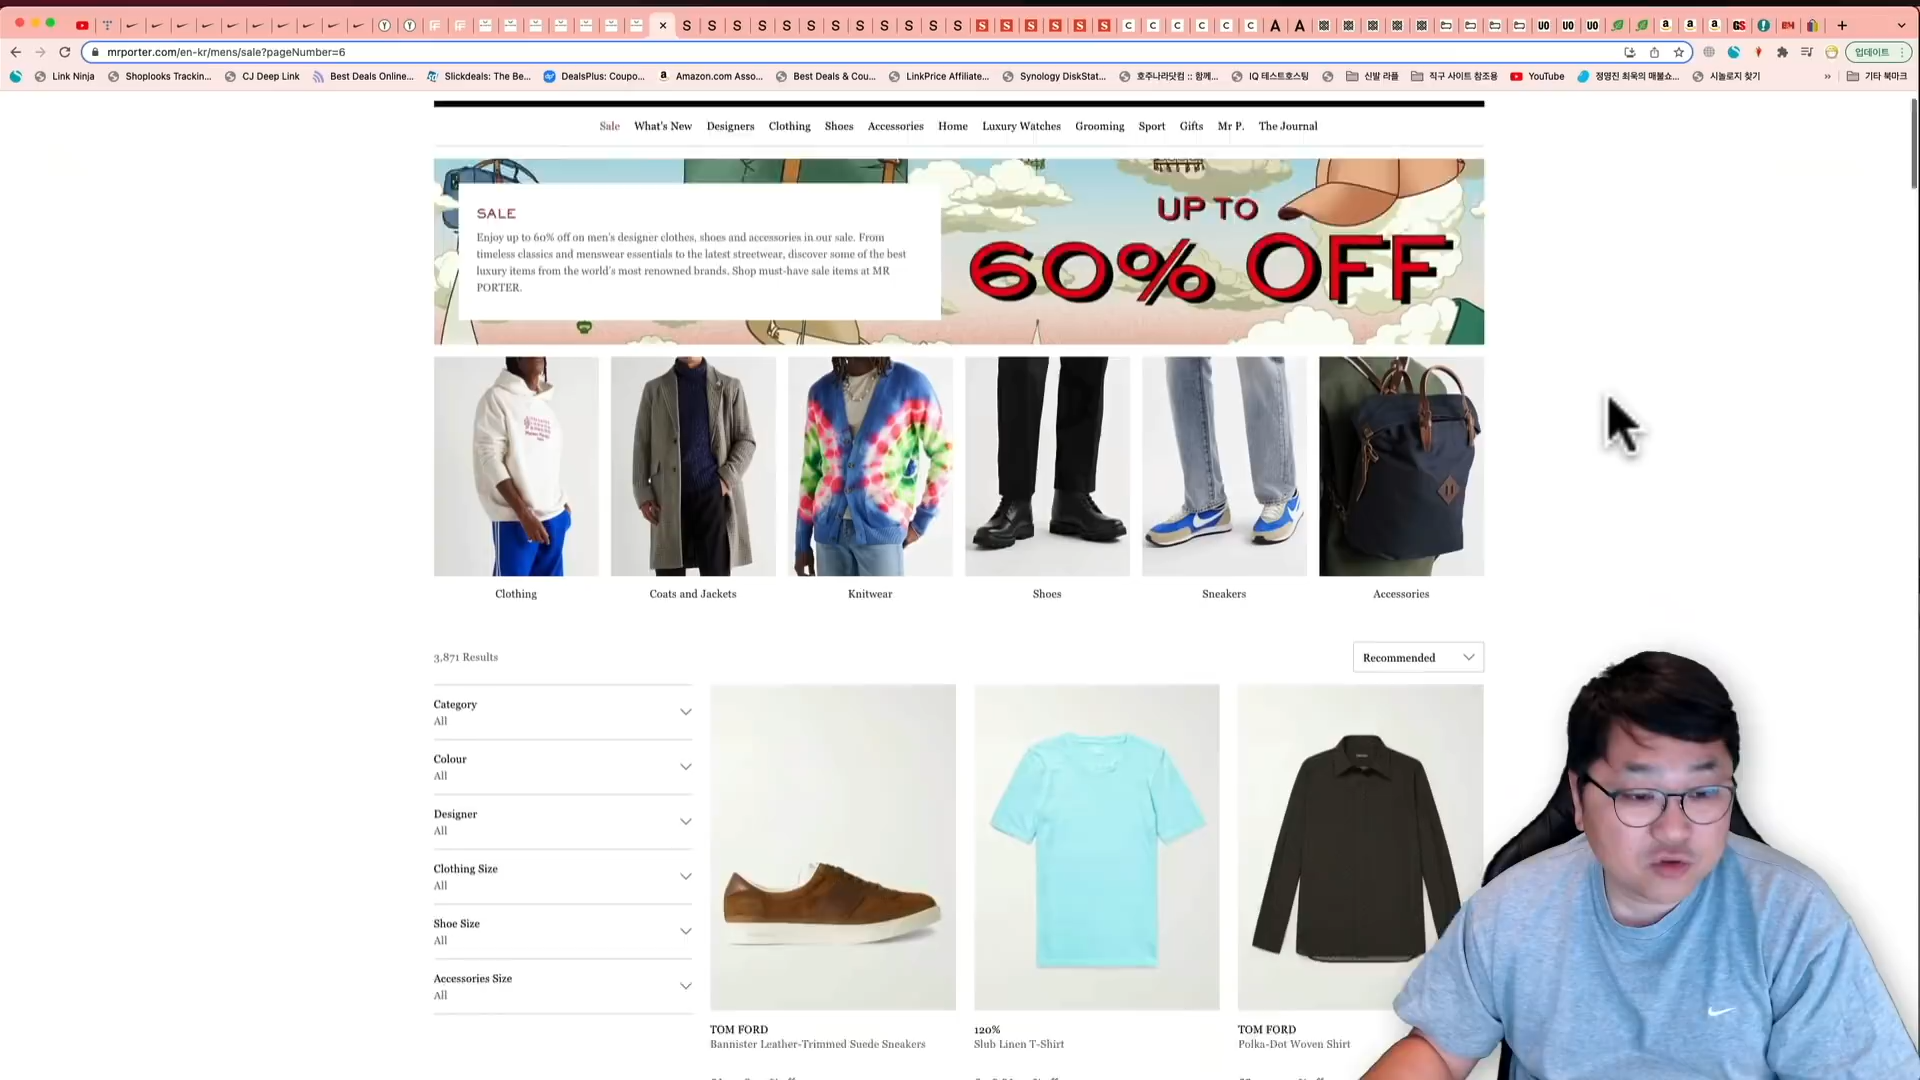 mrporter.com/en-kr/mens/sale?pageNumber=6
업데이트
Link Ninja
Shoplooks Trackin...
CJ Deep Link
Best Deals Online...
Slickdeals: The Be...
DealsPlus: Coupo...
Amazon.com Asso...
Best Deals & Cou...
LinkPrice Affiliate...
Synology DiskStat...
호주나라닷컴 :: 함께...
IQ 테스트호스팅
신발 라플
직구 사이트 참조용
YouTube
정영진 최욱의 매불쇼...
시놀로지 찾기
기타 북마크
Sale What's New Designers Clothing Shoes Accessories Home Luxury Watches Grooming Sport Gifts Mr P. The Journal
SALE
Enjoy up to 60% off on men's designer clothes, shoes and accessories in our sale. From
timeless classics and menswear essentials to the latest streetwear, discover some of the best
luxury items from the world's most renowned brands. Shop must-have sale items at MR
PORTER.
UP TO
60% OFF
Clothing
Coats and Jackets
Knitwear
Shoes
Sneakers
Accessories
3,871 Results
Recommended
Category
All
Colour
All
Designer
All
Clothing Size
All
Shoe Size
All
Accessories Size
All
TOM FORD
Bannister Leather-Trimmed Suede Sneakers
120%
Slub Linen T-Shirt
TOM FORD
Polka-Dot Woven Shirt